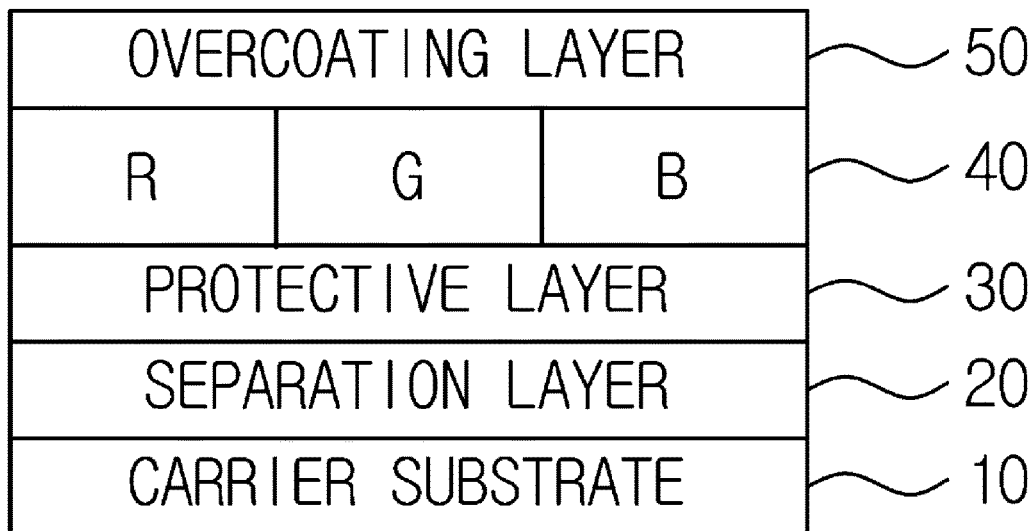 OVERCOATING LAYER 50
R G B 40
PROTECTIVE LAYER 30
SEPARATION LAYER 20
CARRIER SUBSTRATE 10